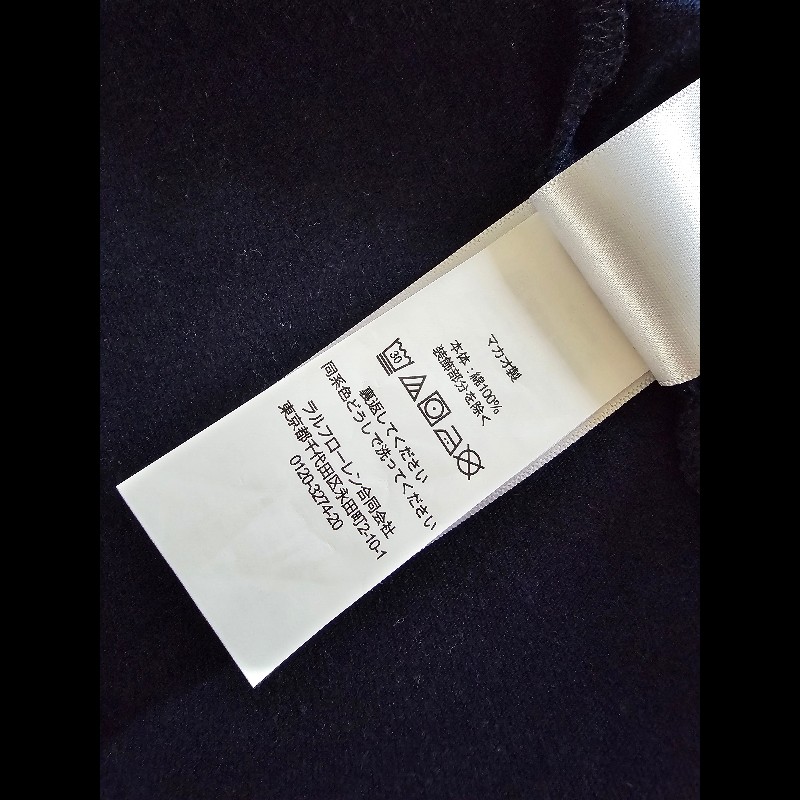 マカオ製
本体：綿100%
装飾部分を除く
30
裏返してください
同系色どうしで洗ってください
ラルフローレン合同会社
東京都千代田区永田町2-10-1
0120-3274-20